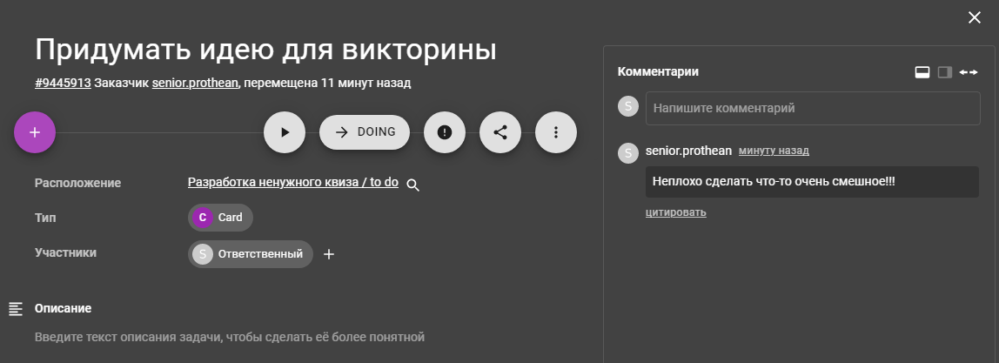 Придумать идею для викторины
#9445913 Заказчик senior.prothean, перемещена 11 минут назад
DOING
Расположение
Разработка ненужного квиза / to do
Тип
C Card
Участники
S Ответственный
Описание
Введите текст описания задачи, чтобы сделать её более понятной
Комментарии
S Напишите комментарий
S senior.prothean минуту назад
Неплохо сделать что-то очень смешное!!!
цитировать